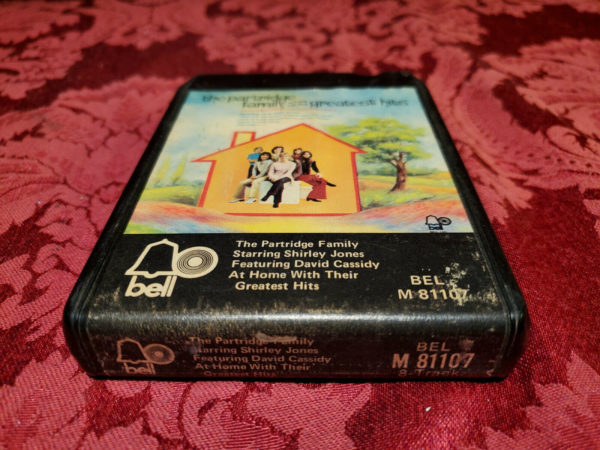 the partridge
family greatest hits
bell
The Partridge Family
Starring Shirley Jones
Featuring David Cassidy
At Home With Their
Greatest Hits
bell
BEL
M 81107
bell
The Partridge Family
Starring Shirley Jones
Featuring David Cassidy
At Home With Their
Greatest Hits
BEL
M 81107
8-Track